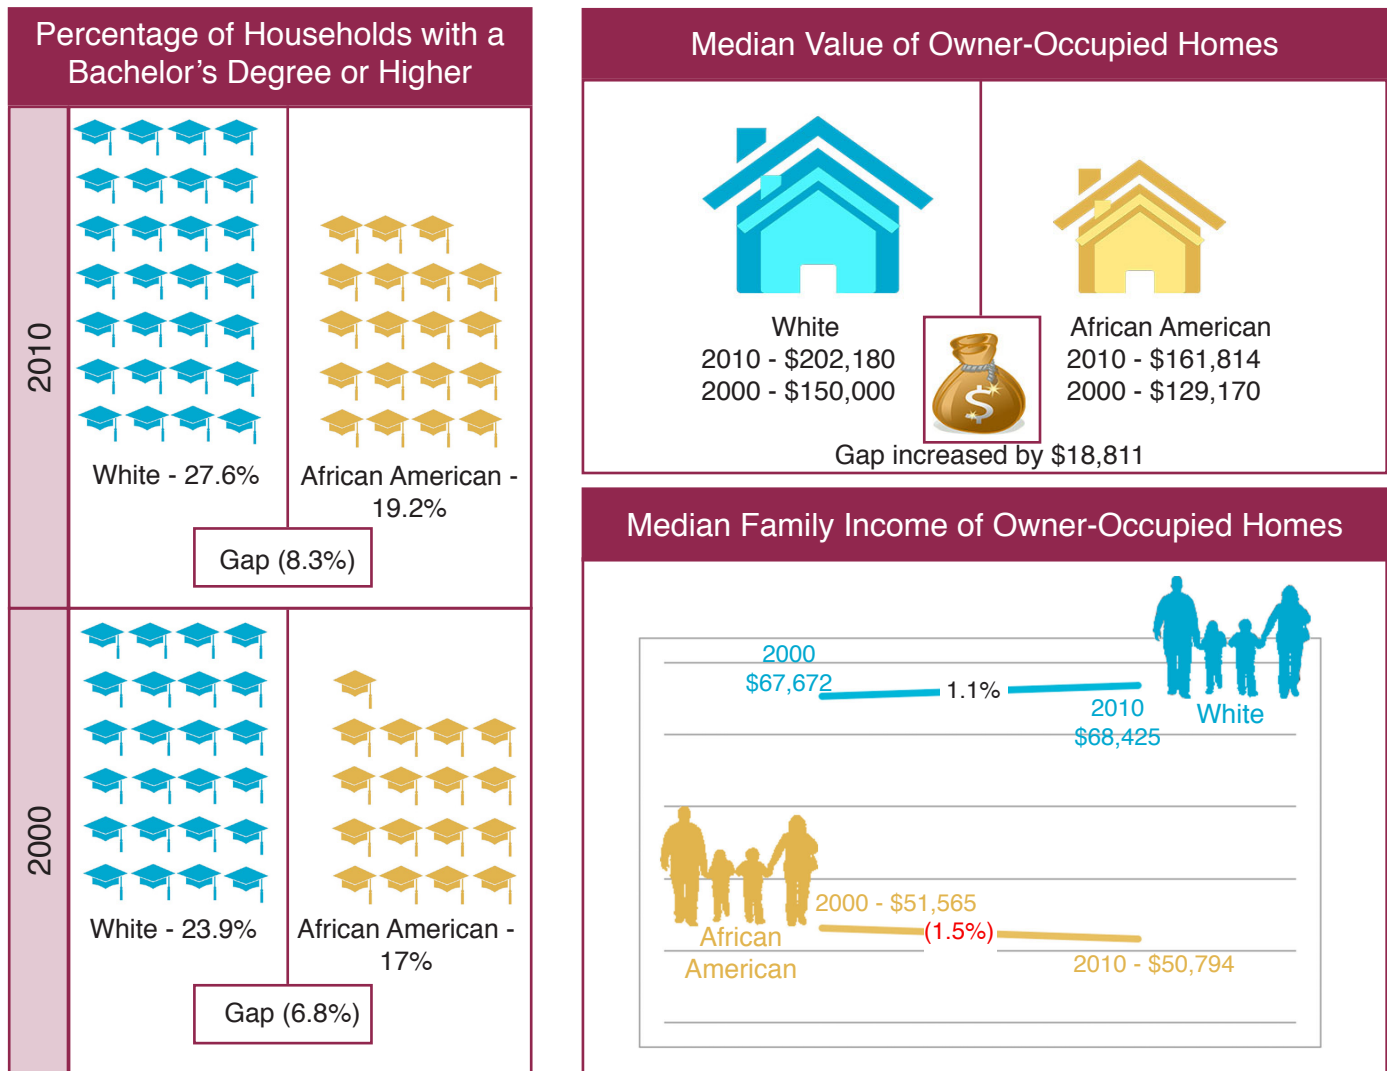 Percentage of Households with a
Bachelor's Degree or Higher
2010
White - 27.6%
African American -
19.2%
Gap (8.3%)
2000
White - 23.9%
African American -
17%
Gap (6.8%)
Median Value of Owner-Occupied Homes
White
2010 - $202,180
2000 - $150,000
$
African American
2010 - $161,814
2000 - $129,170
Gap increased by $18,811
Median Family Income of Owner-Occupied Homes
2000
$67,672
1.1%
2010
$68,425
White
African
American
2000 - $51,565
(1.5%)
2010 - $50,794